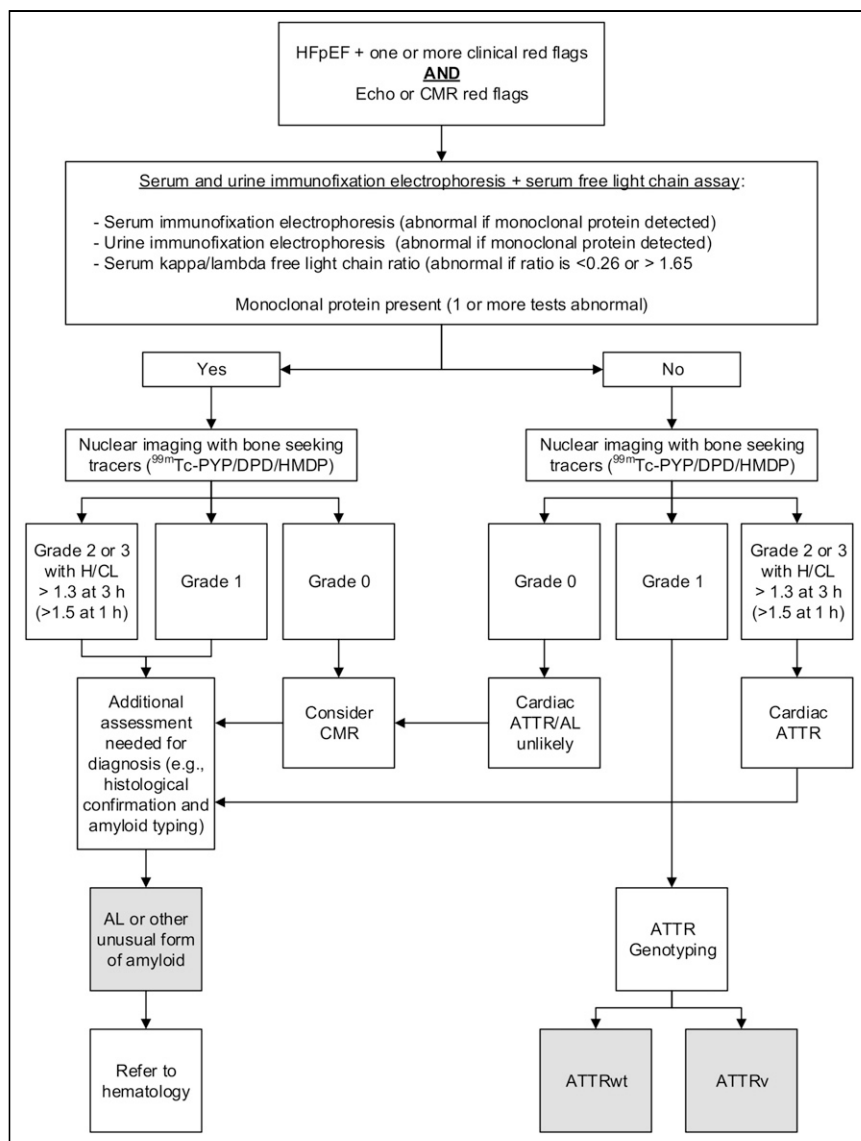 HFpEF + one or more clinical red flags
AND
Echo or CMR red flags
Serum and urine immunofixation electrophoresis + serum free light chain assay:
- Serum immunofixation electrophoresis (abnormal if monoclonal protein detected)
- Urine immunofixation electrophoresis (abnormal if monoclonal protein detected)
- Serum kappa/lambda free light chain ratio (abnormal if ratio is <0.26 or > 1.65
Monoclonal protein present (1 or more tests abnormal)
Yes
No
Nuclear imaging with bone seeking
tracers (99mTc-PYP/DPD/HMDP)
Nuclear imaging with bone seeking
tracers (99mTc-PYP/DPD/HMDP)
Grade 2 or 3
with H/CL
> 1.3 at 3 h
(>1.5 at 1 h)
Grade 1
Grade 0
Grade 0
Grade 1
Grade 2 or 3
with H/CL
> 1.3 at 3 h
(>1.5 at 1 h)
Additional
assessment
needed for
diagnosis (e.g.,
histological
confirmation and
amyloid typing)
Consider
CMR
Cardiac
ATTR/AL
unlikely
Cardiac
ATTR
AL or other
unusual form
of amyloid
ATTR
Genotyping
Refer to
hematology
ATTRwt
ATTRv